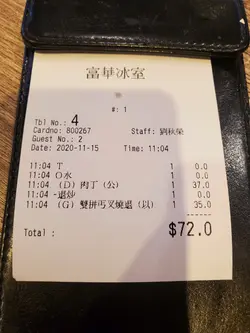 富華冰室
#: 1
Tbl No.: 4
Cardno: 800267 Staff: 劉秋榮
Guest No.: 2
Date: 2020-11-15 Time: 11:04
11:04 T 1 0.0
11:04 O水 1 0.0
11:04 (D) 肉丁(公) 1 37.0
11:04 -退炒 1 0.0
11:04 (G) 雙拼丐叉燒退(以) 1 35.0
Total : $72.0